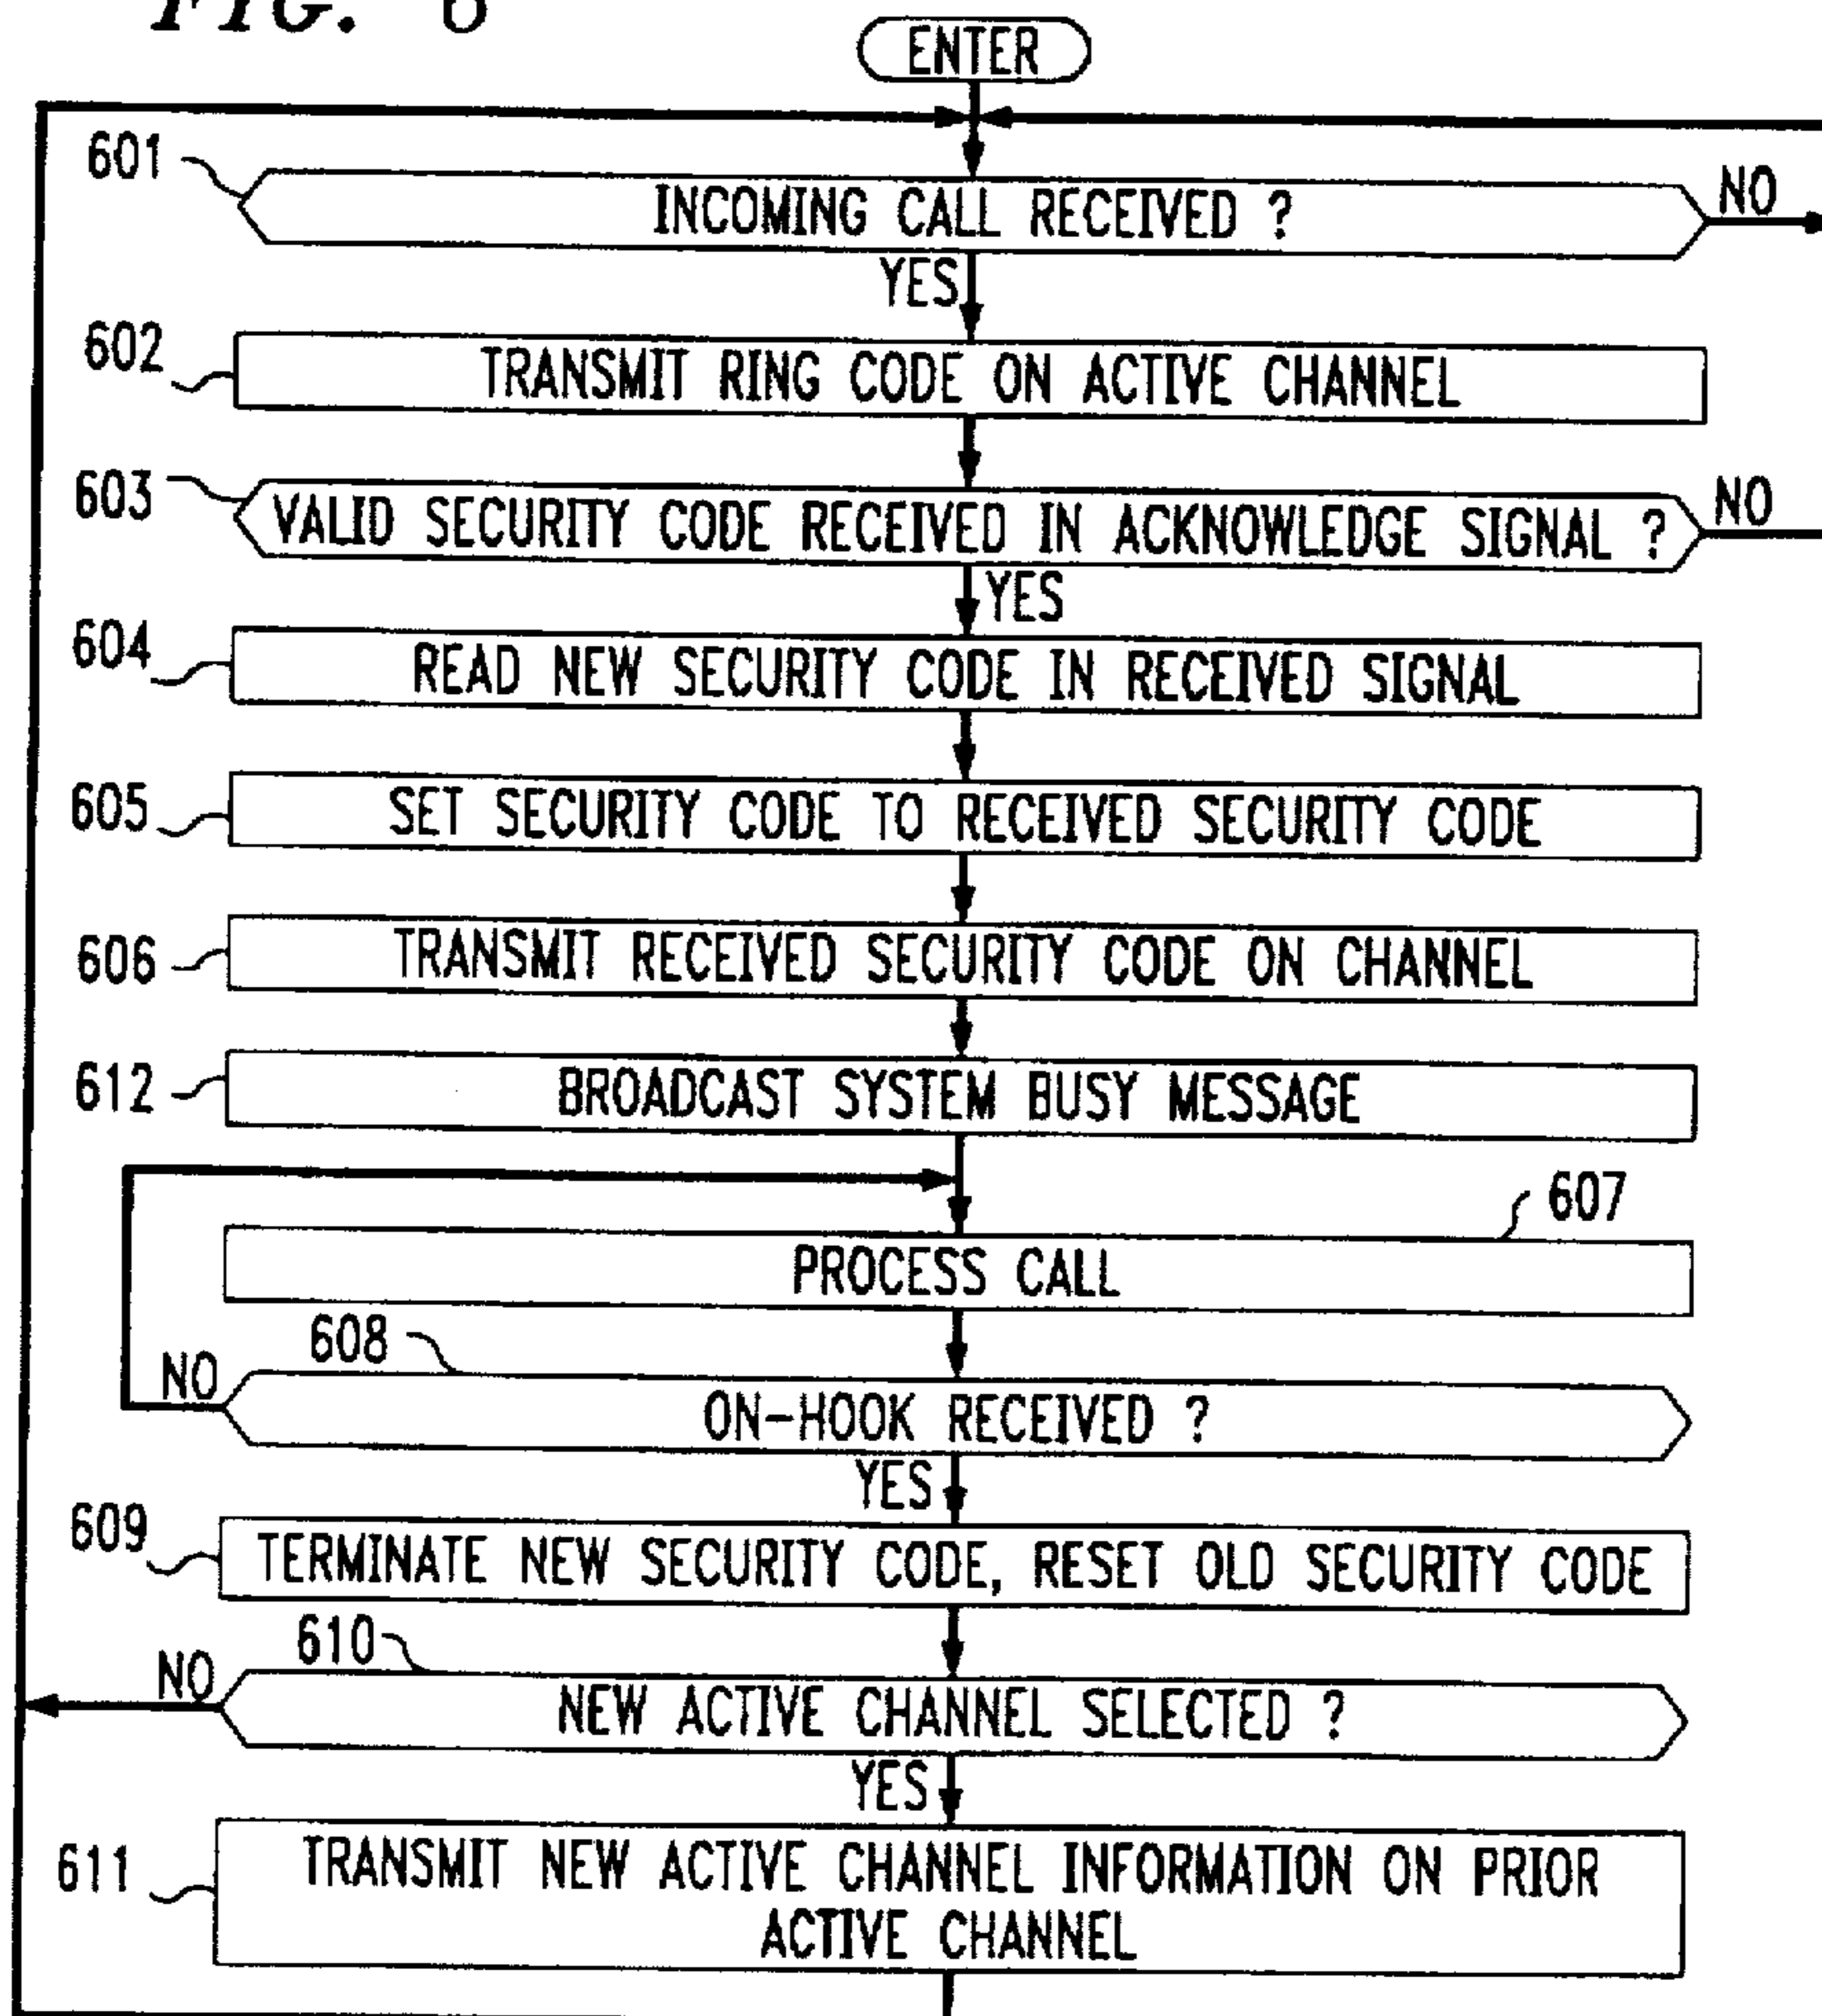 FIG. 6
ENTER
601
INCOMING CALL RECEIVED ?
NO
YES
602
TRANSMIT RING CODE ON ACTIVE CHANNEL
603
VALID SECURITY CODE RECEIVED IN ACKNOWLEDGE SIGNAL ?
NO
YES
604
READ NEW SECURITY CODE IN RECEIVED SIGNAL
605
SET SECURITY CODE TO RECEIVED SECURITY CODE
606
TRANSMIT RECEIVED SECURITY CODE ON CHANNEL
612
BROADCAST SYSTEM BUSY MESSAGE
607
PROCESS CALL
608
NO
ON-HOOK RECEIVED ?
YES
609
TERMINATE NEW SECURITY CODE, RESET OLD SECURITY CODE
610
NO
NEW ACTIVE CHANNEL SELECTED ?
YES
611
TRANSMIT NEW ACTIVE CHANNEL INFORMATION ON PRIOR
ACTIVE CHANNEL